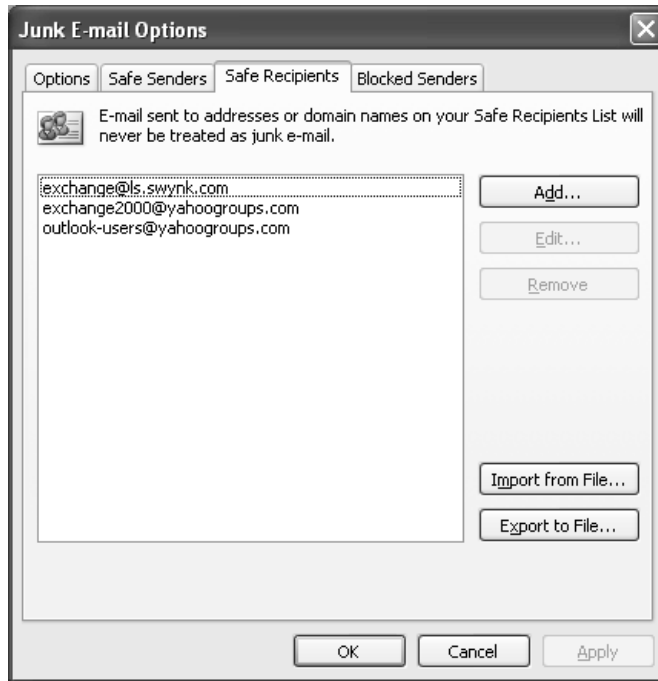 Junk E-mail Options
Options Safe Senders Safe Recipients Blocked Senders
E-mail sent to addresses or domain names on your Safe Recipients List will
never be treated as junk e-mail.
exchange@ls.swynk.com
exchange2000@yahoogroups.com
outlook-users@yahoogroups.com
Add...
Edit...
Remove
Import from File...
Export to File...
OK Cancel Apply